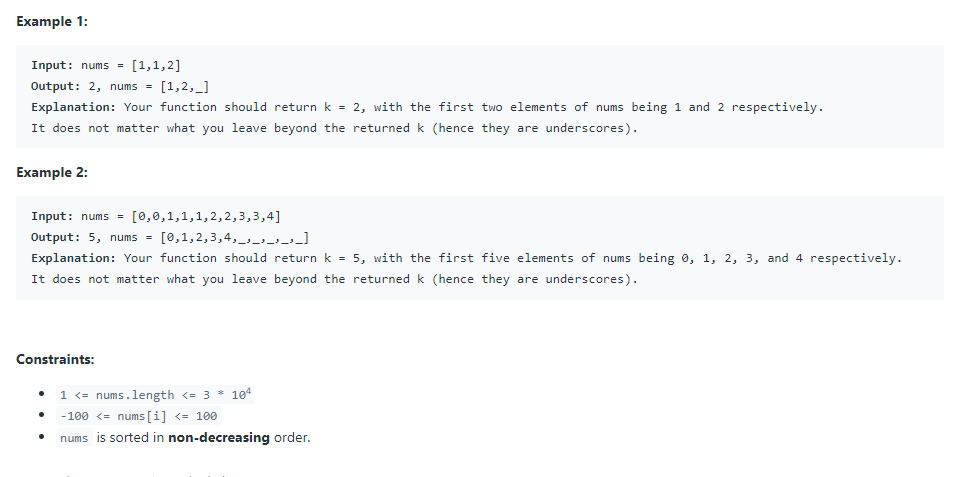 Example 1:
Input: nums = [1,1,2]
Output: 2, nums = [1,2,_]
Explanation: Your function should return k = 2, with the first two elements of nums being 1 and 2 respectively.
It does not matter what you leave beyond the returned k (hence they are underscores).
Example 2:
Input: nums = [0,0,1,1,1,2,2,3,3,4]
Output: 5, nums = [0,1,2,3,4,_,_,_,_,_]
Explanation: Your function should return k = 5, with the first five elements of nums being 0, 1, 2, 3, and 4 respectively.
It does not matter what you leave beyond the returned k (hence they are underscores).
Constraints:
• 1 <= nums.length <= 3 * 10⁴
• -100 <= nums[i] <= 100
• nums is sorted in non-decreasing order.